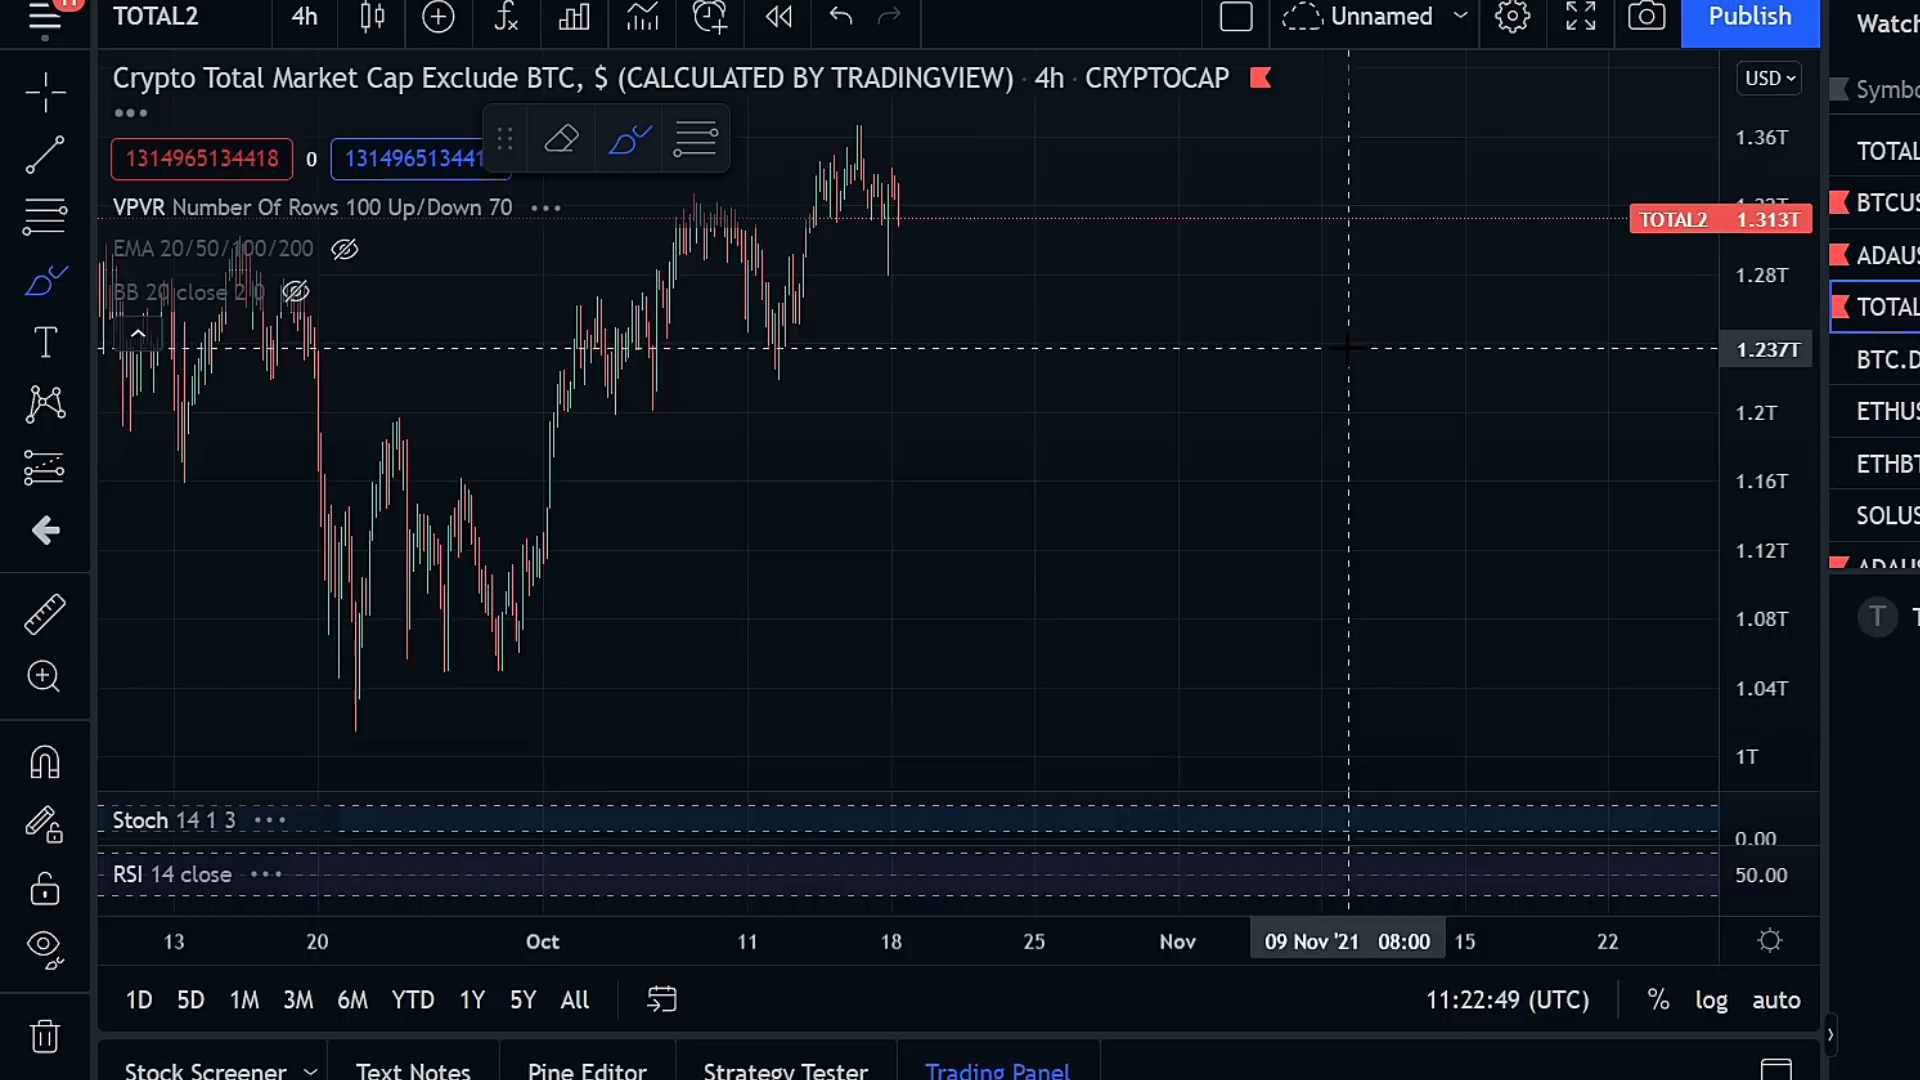 11
TOTAL2 4h Unnamed Publish
Watch
Crypto Total Market Cap Exclude BTC, $ (CALCULATED BY TRADINGVIEW) · 4h · CRYPTOCAP
USD
Symbo
1314965134418 0 131496513441
1.36T
TOTAL
VPVR Number Of Rows 100 Up/Down 70
BTCUS
TOTAL2 1.313T
EMA 20/50/100/200
ADAUS
1.28T
BB 20 close 2 0
TOTAL
1.237T
BTC.D
1.2T
ETHUS
ETHBT
1.16T
SOLUS
1.12T
ADAUS
1.08T
T T
1.04T
1T
Stoch 14 1 3
0.00
RSI 14 close
50.00
13 20 Oct 11 18 25 Nov 09 Nov '21 08:00 15 22
1D 5D 1M 3M 6M YTD 1Y 5Y All
11:22:49 (UTC) % log auto
Stock Screener Text Notes Pine Editor Strategy Tester Trading Panel